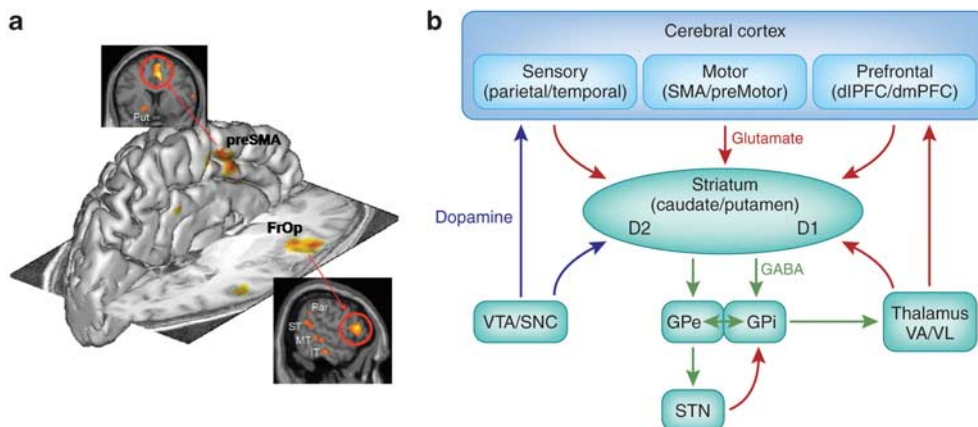 a
Put
preSMA
FrOp
Par
ST
MT
IT
b
Cerebral cortex
Sensory
(parietal/temporal)
Motor
(SMA/preMotor)
Prefrontal
(dlPFC/dmPFC)
Glutamate
Dopamine
Striatum
(caudate/putamen)
D2
D1
GABA
VTA/SNC
GPe
GPi
Thalamus
VA/VL
STN